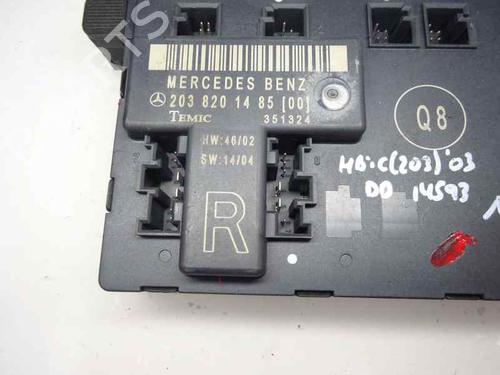 MERCEDES BENZ
203 820 14 85 [00]
TEMIC 351324
HW:46/02
SW:14/04
R
Q8
MB·C(203)'03
DD 14593